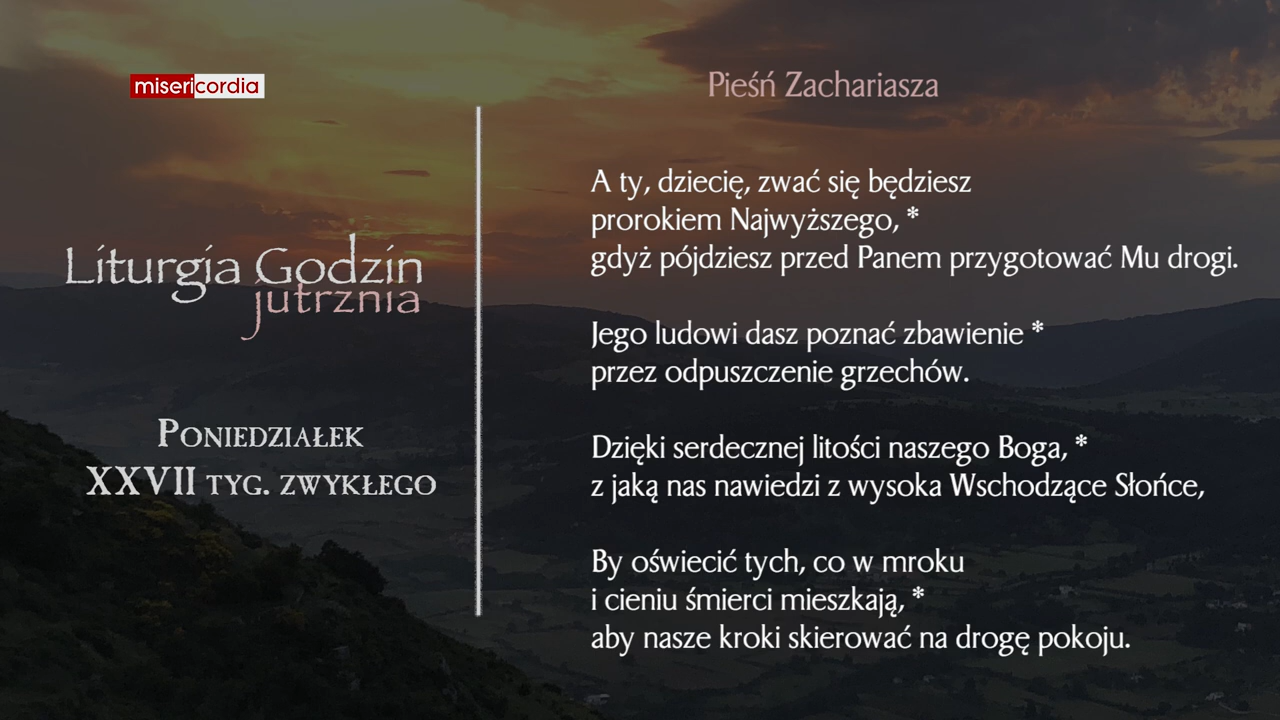 misericordia
Liturgia Godzin
jutrznia
Poniedziałek
XXVII tyg. zwykłego
Pieśń Zachariasza
A ty, dziecię, zwać się będziesz
prorokiem Najwyższego, *
gdyż pójdziesz przed Panem przygotować Mu drogi.
Jego ludowi dasz poznać zbawienie *
przez odpuszczenie grzechów.
Dzięki serdecznej litości naszego Boga, *
z jaką nas nawiedzi z wysoka Wschodzące Słońce,
By oświecić tych, co w mroku
i cieniu śmierci mieszkają, *
aby nasze kroki skierować na drogę pokoju.